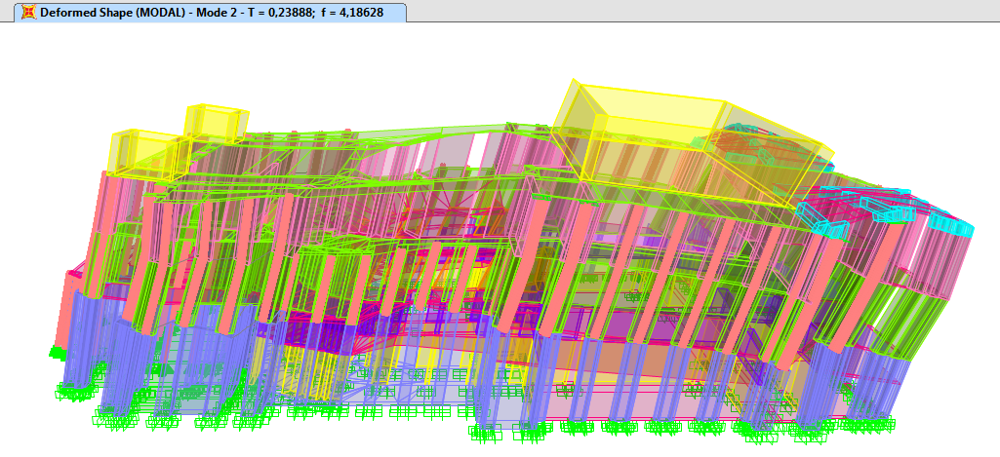 Deformed Shape (MODAL) - Mode 2 - T = 0,23888; f = 4,18628